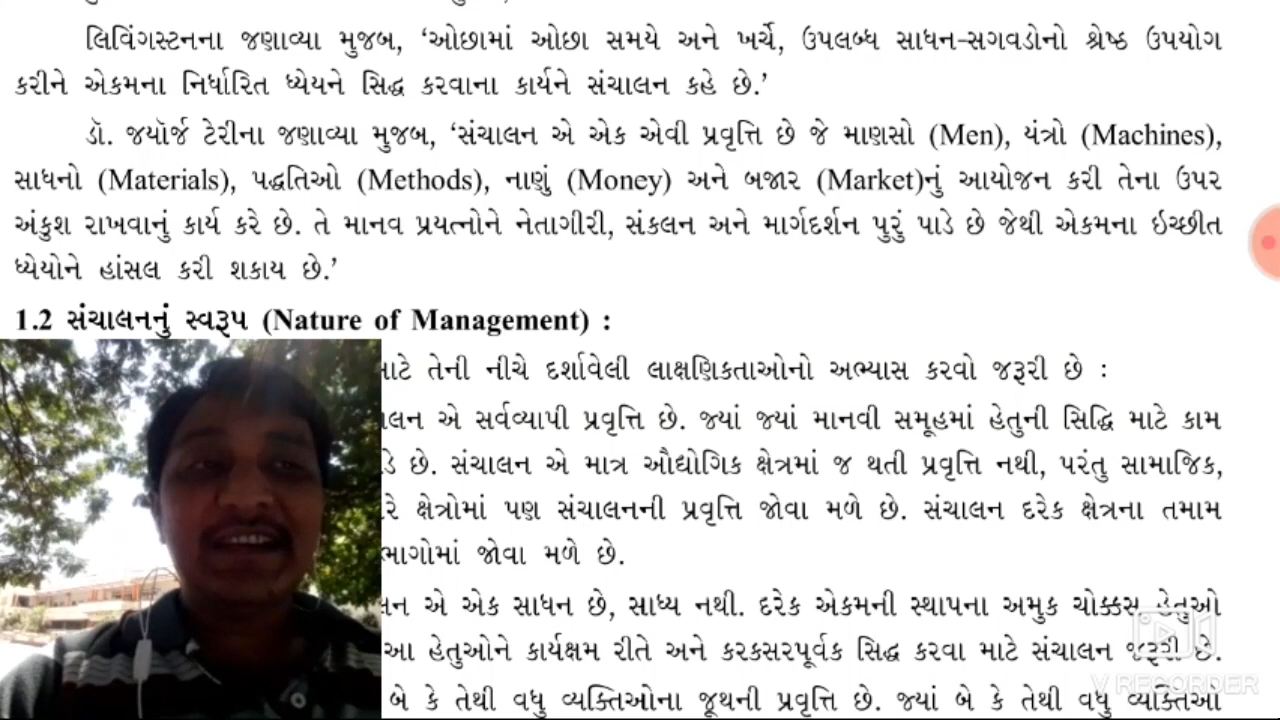 લિવિંગસ્ટનના જણાવ્યા મુજબ, ‘ઓછામાં ઓછા સમયે અને ખર્ચે, ઉપલબ્ધ સાધન-સગવડોનો શ્રેષ્ઠ ઉપયોગ
કરીને એકમના નિર્ધારિત ધ્યેયને સિદ્ધ કરવાના કાર્યને સંચાલન કહે છે.’
ડૉ. જયૉર્જ ટેરીના જણાવ્યા મુજબ, ‘સંચાલન એ એક એવી પ્રવૃત્તિ છે જે માણસો (Men), યંત્રો (Machines),
સાધનો (Materials), પદ્ધતિઓ (Methods), નાણું (Money) અને બજાર (Market)નું આયોજન કરી તેના ઉપર
અંકુશ રાખવાનું કાર્ય કરે છે. તે માનવ પ્રયત્નોને નેતાગીરી, સંકલન અને માર્ગદર્શન પુરું પાડે છે જેથી એકમના ઇચ્છીત
ધ્યેયોને હાંસલ કરી શકાય છે.’
1.2 સંચાલનનું સ્વરૂપ (Nature of Management) :
તેની નીચે દર્શાવેલી લાક્ષણિકતાઓનો અભ્યાસ કરવો જરૂરી છે :
એ સર્વવ્યાપી પ્રવૃત્તિ છે. જ્યાં જ્યાં માનવી સમૂહમાં હેતુની સિદ્ધિ માટે કામ
છે. સંચાલન એ માત્ર ઔદ્યોગિક ક્ષેત્રમાં જ થતી પ્રવૃત્તિ નથી, પરંતુ સામાજિક,
ક્ષેત્રોમાં પણ સંચાલનની પ્રવૃત્તિ જોવા મળે છે. સંચાલન દરેક ક્ષેત્રના તમામ
જોવા મળે છે.
એ એક સાધન છે, સાધ્ય નથી. દરેક એકમની સ્થાપના અમુક ચોક્કસ હેતુઓ
આ હેતુઓને કાર્યક્ષમ રીતે અને કરકસરપૂર્વક સિદ્ધ કરવા માટે સંચાલન જરૂરી છે.
બે કે તેથી વધુ વ્યક્તિઓના જૂથની પ્રવૃત્તિ છે. જ્યાં બે કે તેથી વધુ વ્યક્તિઓ
V RECORDER